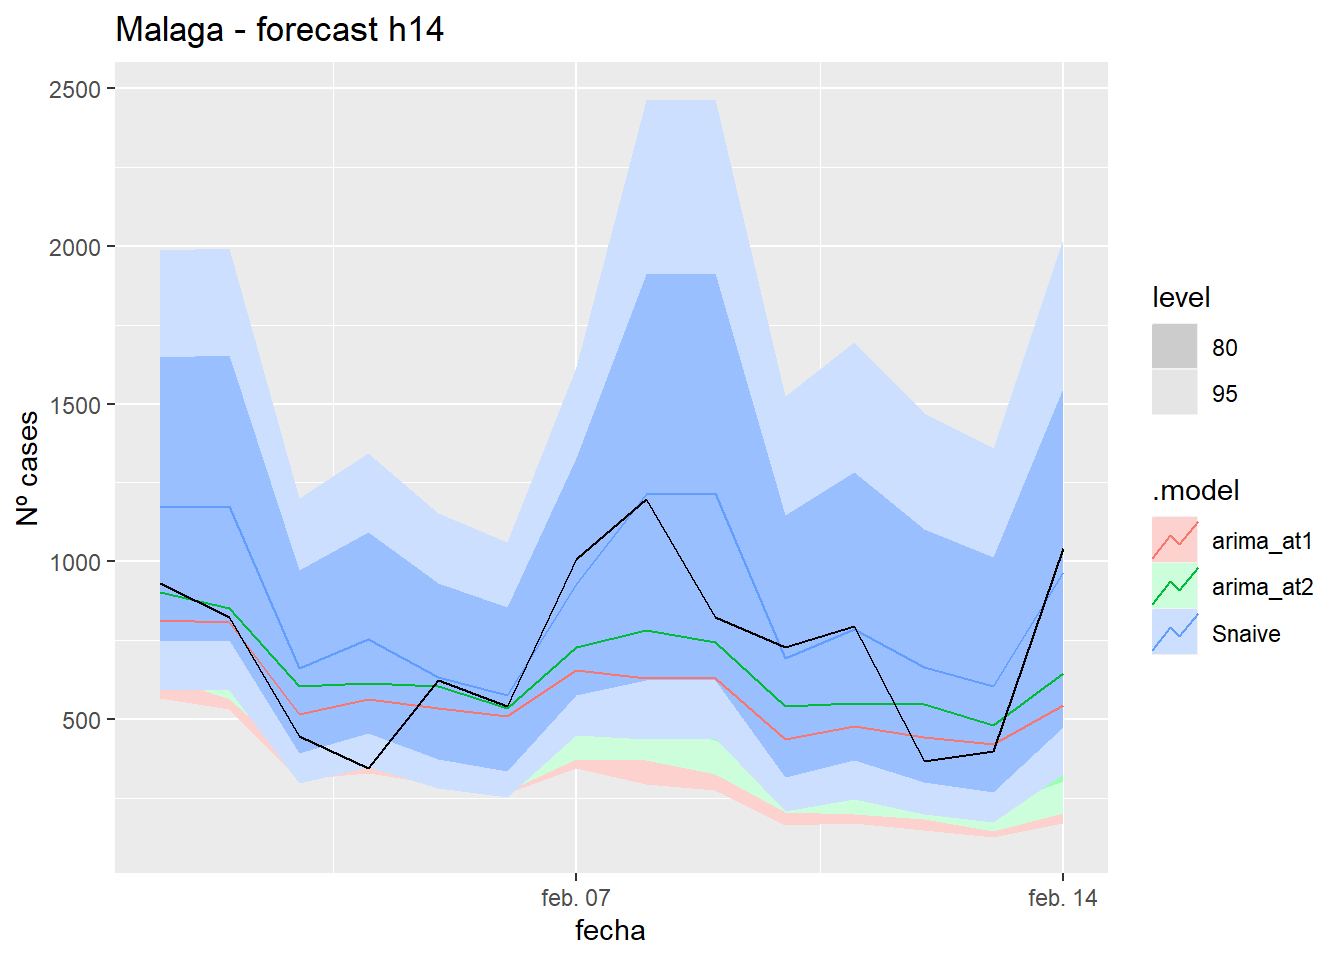 Malaga - forecast h14
2500
2000
1500
1000
500
Nº cases
feb. 07
feb. 14
fecha
level
80
95
.model
arima_at1
arima_at2
Snaive